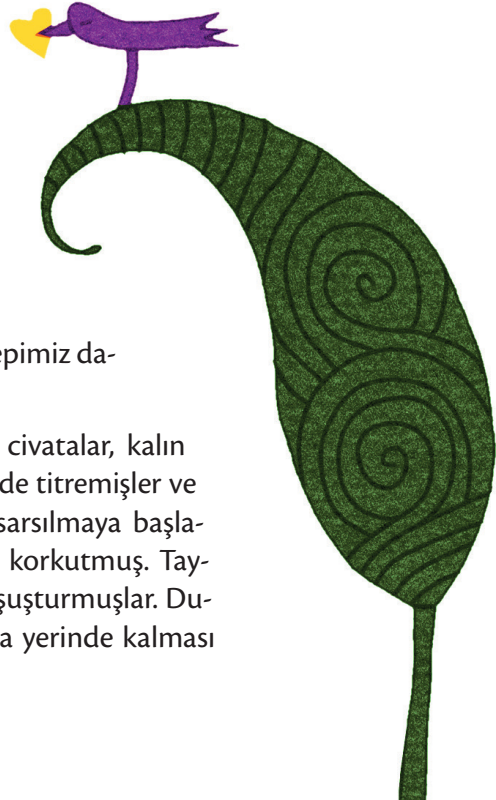 epimiz da-
civatalar, kalın
de titremişler ve
sarsılmaya başla-
korkutmuş. Tay-
şuşturmuşlar. Du-
a yerinde kalması